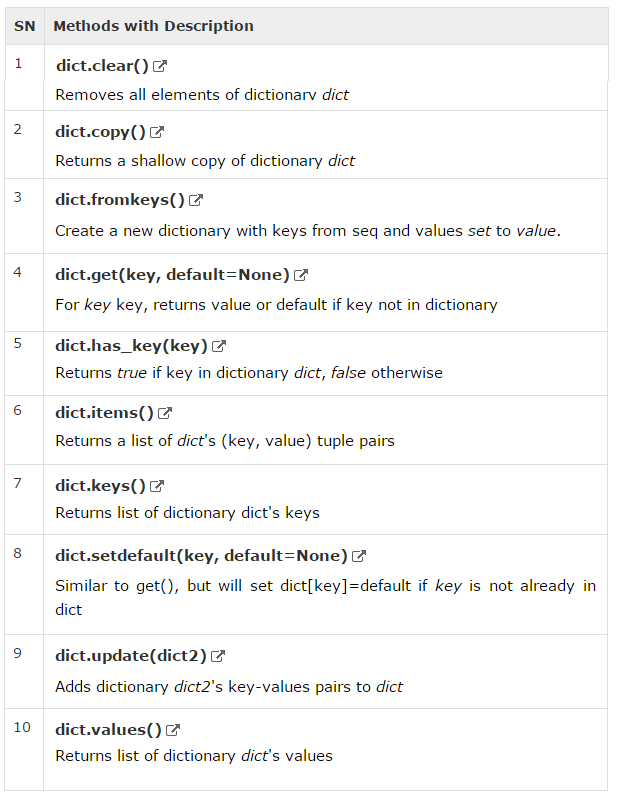 SN Methods with Description
1 dict.clear()
Removes all elements of dictionary dict
2 dict.copy()
Returns a shallow copy of dictionary dict
3 dict.fromkeys()
Create a new dictionary with keys from seq and values set to value.
4 dict.get(key, default=None)
For key key, returns value or default if key not in dictionary
5 dict.has_key(key)
Returns true if key in dictionary dict, false otherwise
6 dict.items()
Returns a list of dict's (key, value) tuple pairs
7 dict.keys()
Returns list of dictionary dict's keys
8 dict.setdefault(key, default=None)
Similar to get(), but will set dict[key]=default if key is not already in
dict
9 dict.update(dict2)
Adds dictionary dict2's key-values pairs to dict
10 dict.values()
Returns list of dictionary dict's values